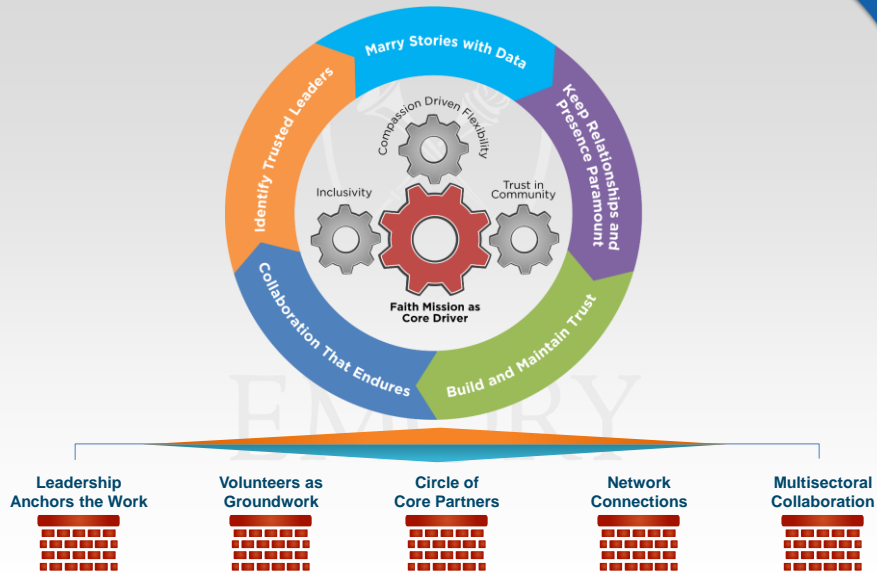 Marry Stories with Data
Keep Relationships and
Presence Paramount
Build and Maintain Trust
Collaboration That Endures
Identify Trusted Leaders
Compassion Driven Flexibility
Inclusivity
Trust in
Community
Faith Mission as
Core Driver
EMORY
Leadership
Anchors the Work
Volunteers as
Groundwork
Circle of
Core Partners
Network
Connections
Multisectoral
Collaboration